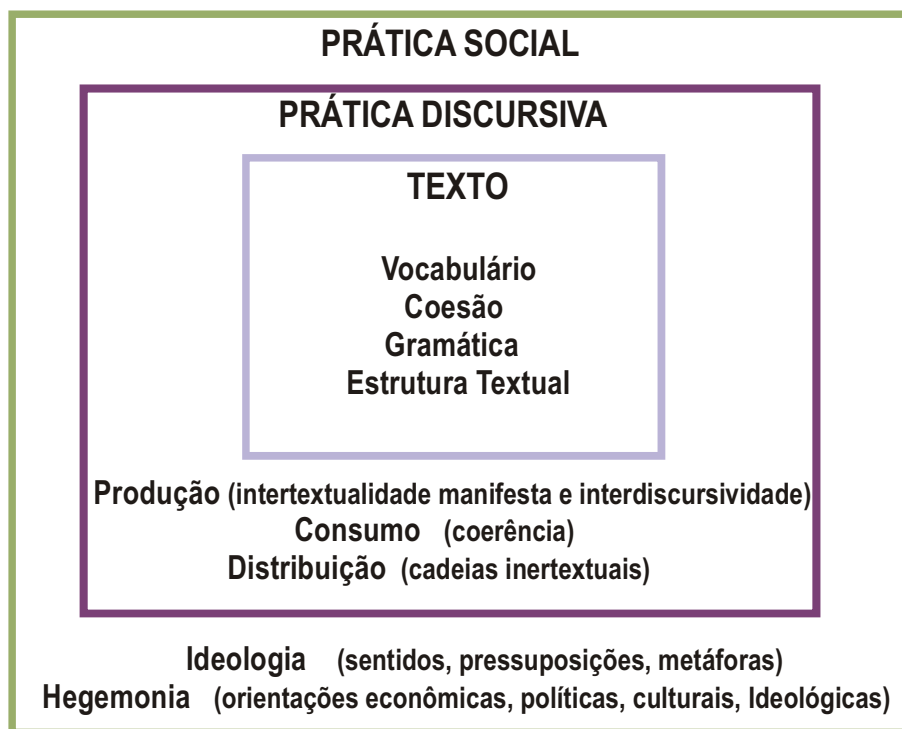 PRÁTICA SOCIAL
PRÁTICA DISCURSIVA
TEXTO
Vocabulário
Coesão
Gramática
Estrutura Textual
Produção (intertextualidade manifesta e interdiscursividade)
Consumo (coerência)
Distribuição (cadeias inertextuais)
Ideologia (sentidos, pressuposições, metáforas)
Hegemonia (orientações econômicas, políticas, culturais, Ideológicas)